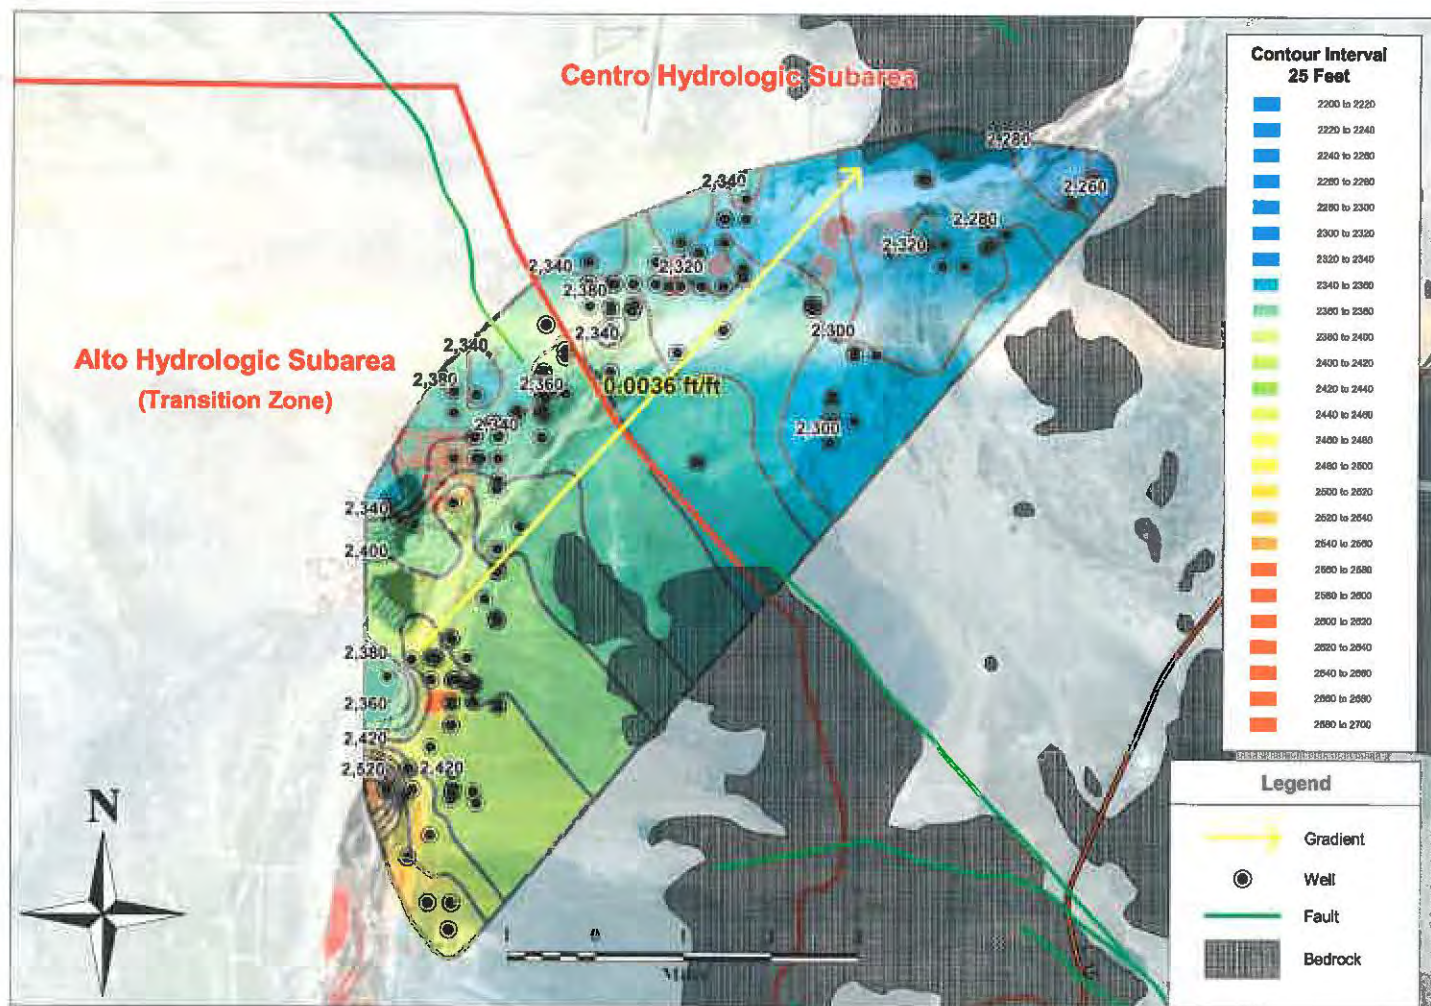 Centro Hydrologic Subarea
Alto Hydrologic Subarea
(Transition Zone)
2,280
2,340
2,260
2,280
2,320
2,340
2,320
2,380
2,340
2,300
2,340
2,380
2,360
0.0036 ft/ft
2,340
2,300
2,340
2,400
2,380
2,360
2,420
2,520
2,420
N
Contour Interval
25 Feet
2200 to 2220
2220 to 2240
2240 to 2260
2260 to 2280
2280 to 2300
2300 to 2320
2320 to 2340
2340 to 2360
2360 to 2380
2380 to 2400
2400 to 2420
2420 to 2440
2440 to 2460
2460 to 2480
2480 to 2500
2500 to 2520
2520 to 2540
2540 to 2560
2560 to 2580
2580 to 2600
2600 to 2620
2620 to 2640
2640 to 2660
2660 to 2680
2680 to 2700
Legend
Gradient
Well
Fault
Bedrock